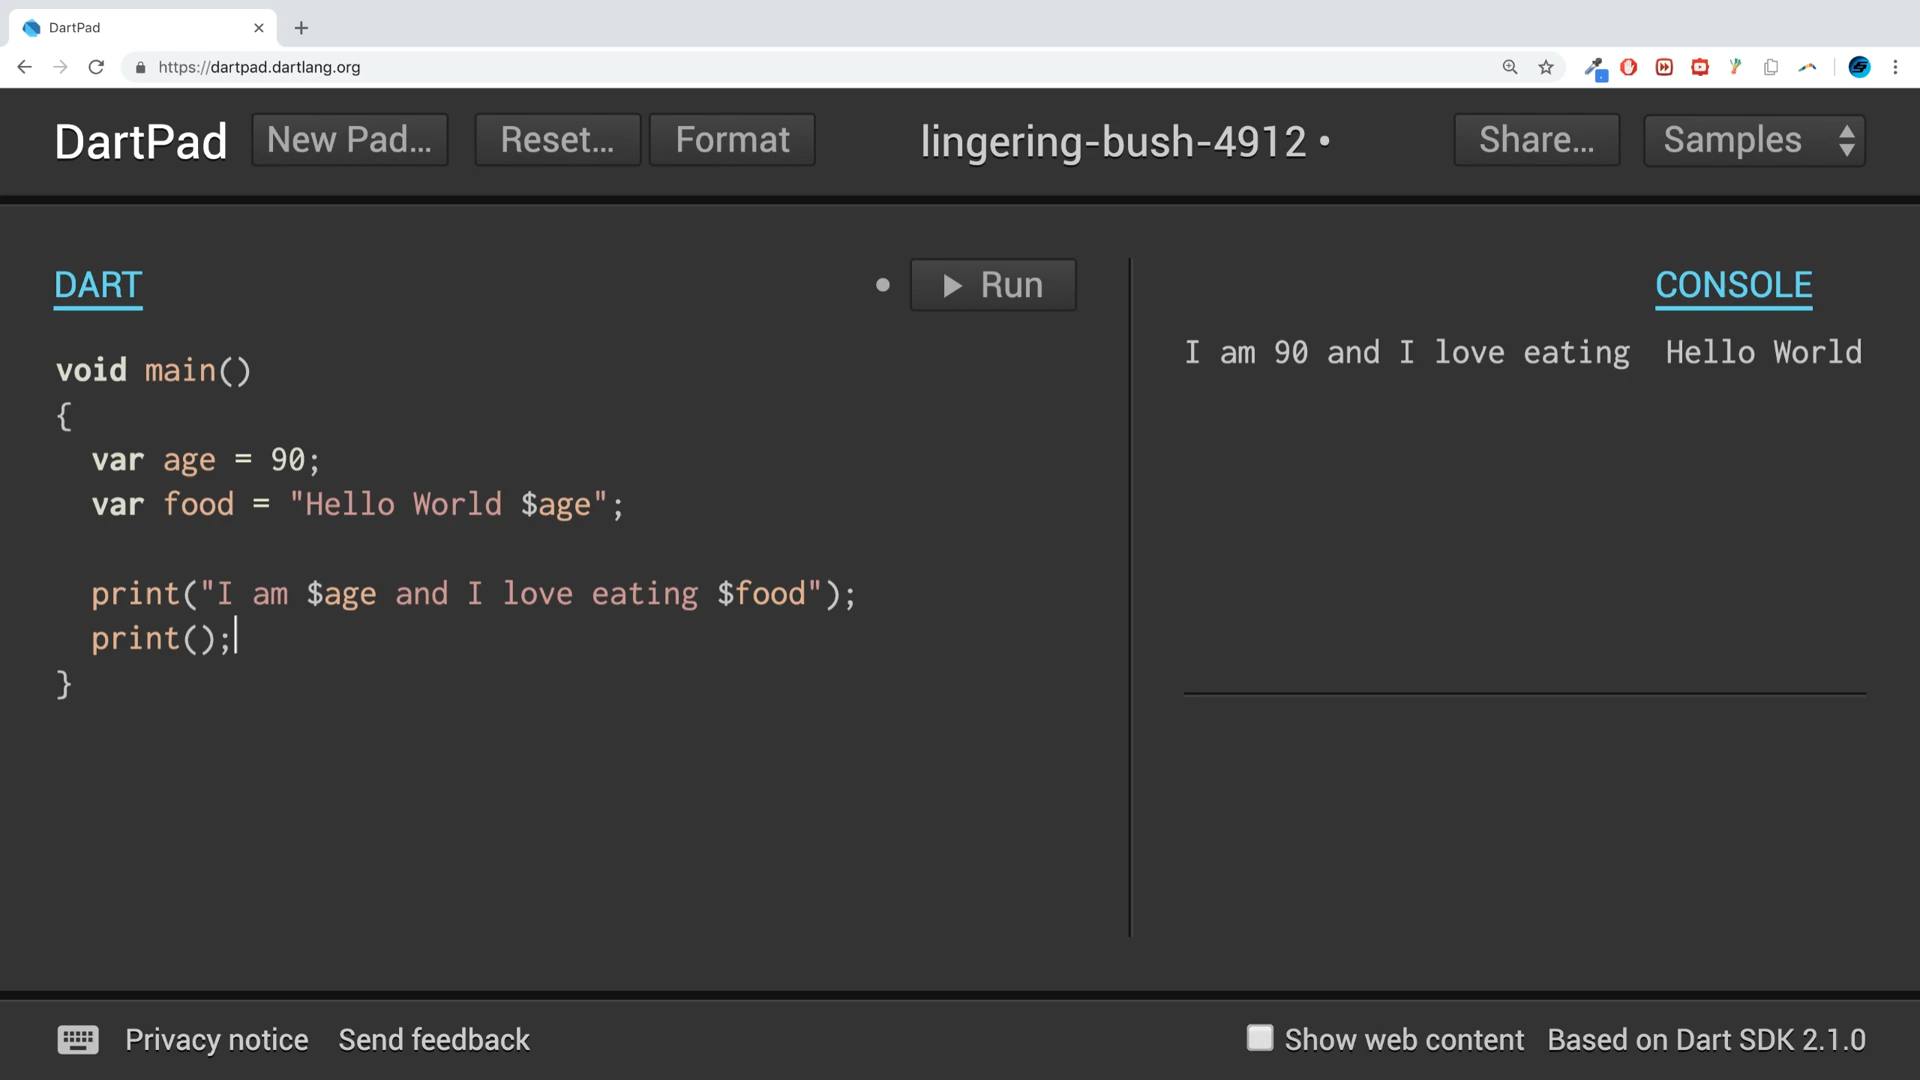 DartPad
https://dartpad.dartlang.org
DartPad New Pad... Reset... Format lingering-bush-4912 • Share... Samples
DART Run CONSOLE
void main()
{
  var age = 90;
  var food = "Hello World $age";
  print("I am $age and I love eating $food");
  print();
}
I am 90 and I love eating  Hello World
Privacy notice Send feedback Show web content Based on Dart SDK 2.1.0